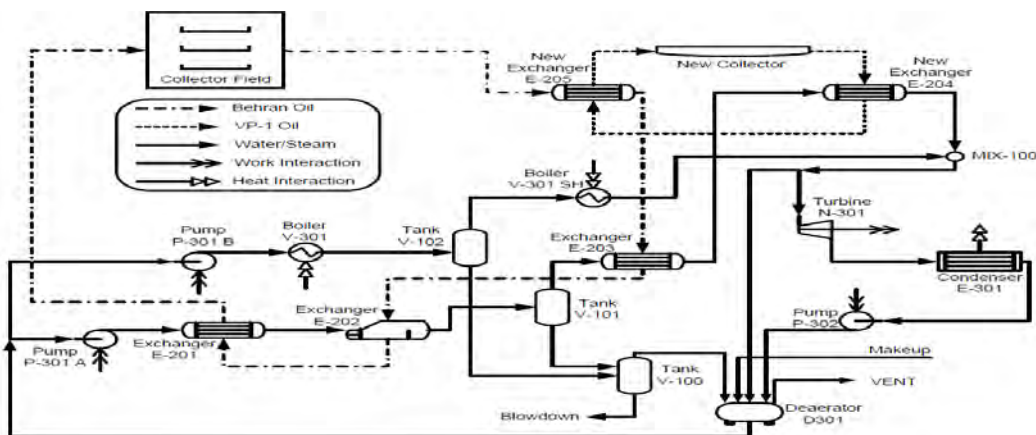 Collector Field
New
Exchanger
E-205
New Collector
New
Exchanger
E-204
Behran Oil
VP-1 Oil
Water/Steam
Work Interaction
Heat Interaction
MIX-100
Boiler
V-301 SH
Turbine
N-301
Pump
P-301 B
Boiler
V-301
Tank
V-102
Exchanger
E-203
Condenser
E-301
Exchanger
E-202
Tank
V-101
Pump
P-302
Pump
P-301 A
Exchanger
E-201
Makeup
Tank
V-100
VENT
Blowdown
Deaerator
D301